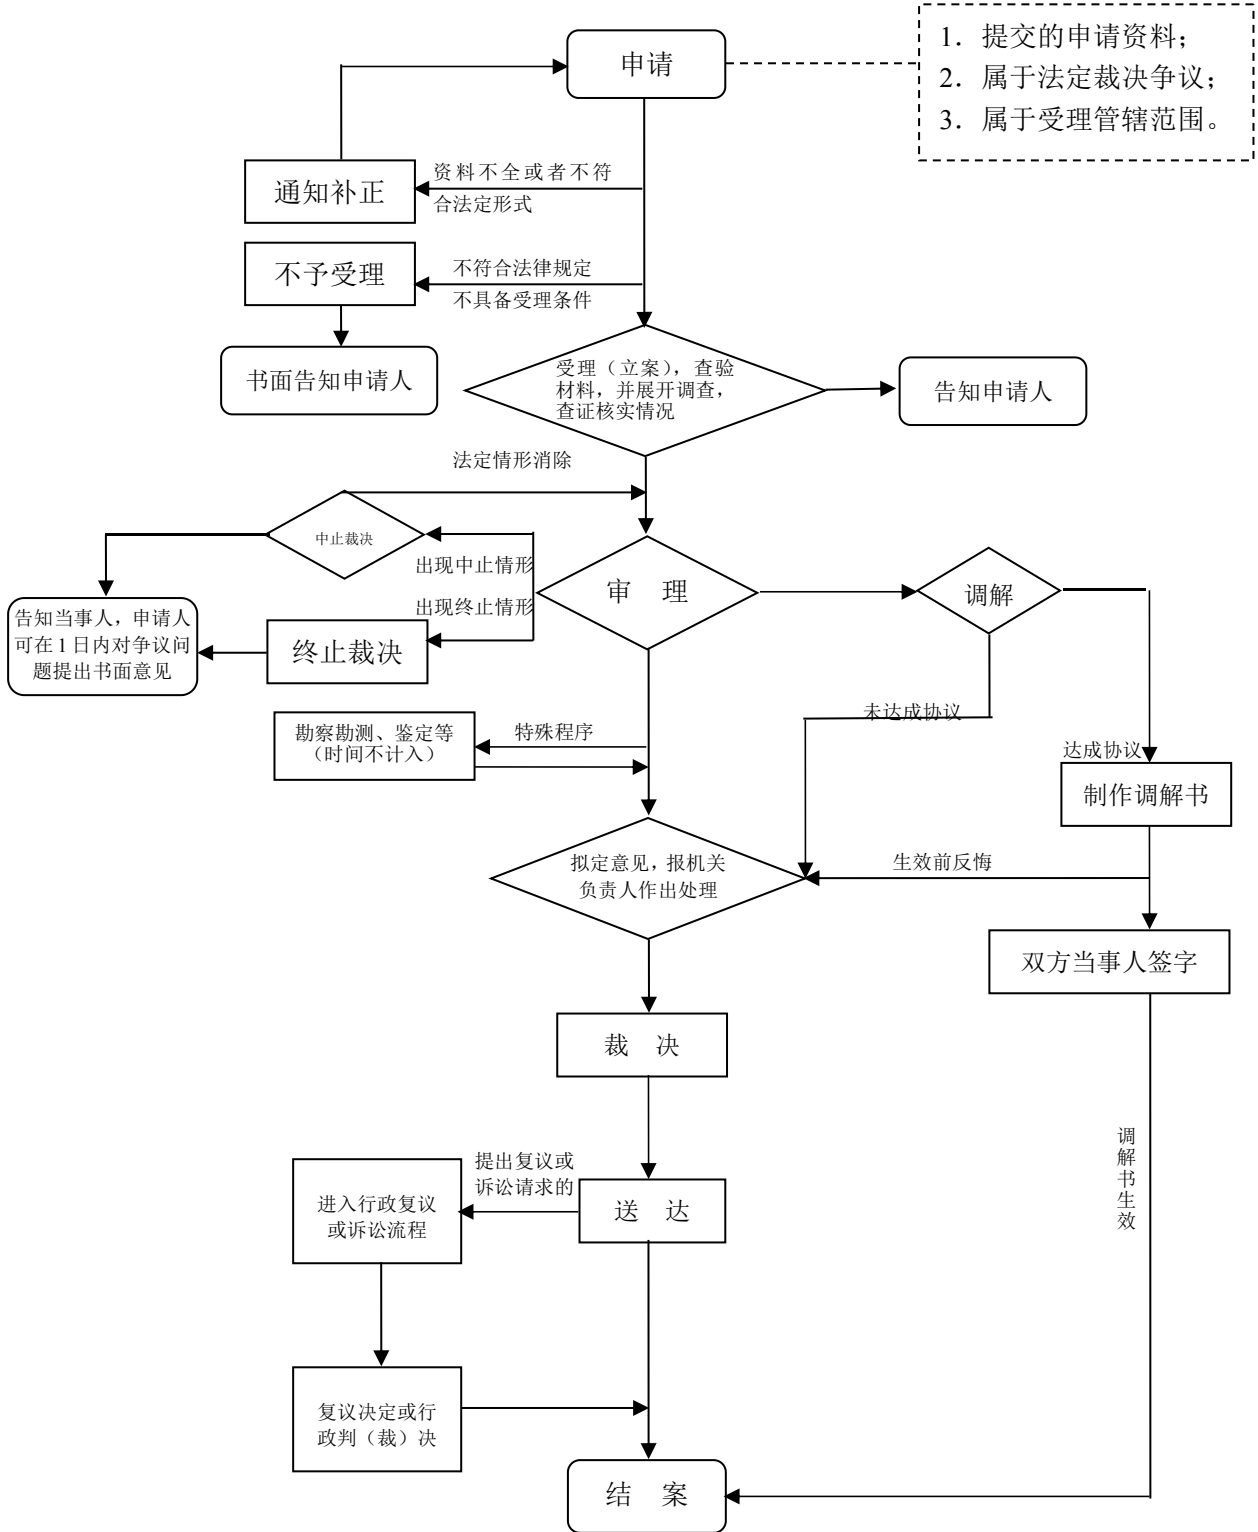 申请
1. 提交的申请资料；
2. 属于法定裁决争议；
3. 属于受理管辖范围。
通知补正
资料不全或者不符
合法定形式
不予受理
不符合法律规定
不具备受理条件
书面告知申请人
受理（立案），查验
材料，并展开调查，
查证核实情况
告知申请人
法定情形消除
中止裁决
出现中止情形
审 理
调解
出现终止情形
告知当事人，申请人
可在1日内对争议问
题提出书面意见
终止裁决
未达成协议
勘察勘测、鉴定等
（时间不计入）
特殊程序
达成协议
制作调解书
拟定意见，报机关
负责人作出处理
生效前反悔
双方当事人签字
裁 决
调解书生效
提出复议或
诉讼请求的
进入行政复议
或诉讼流程
送 达
复议决定或行
政判（裁）决
结 案